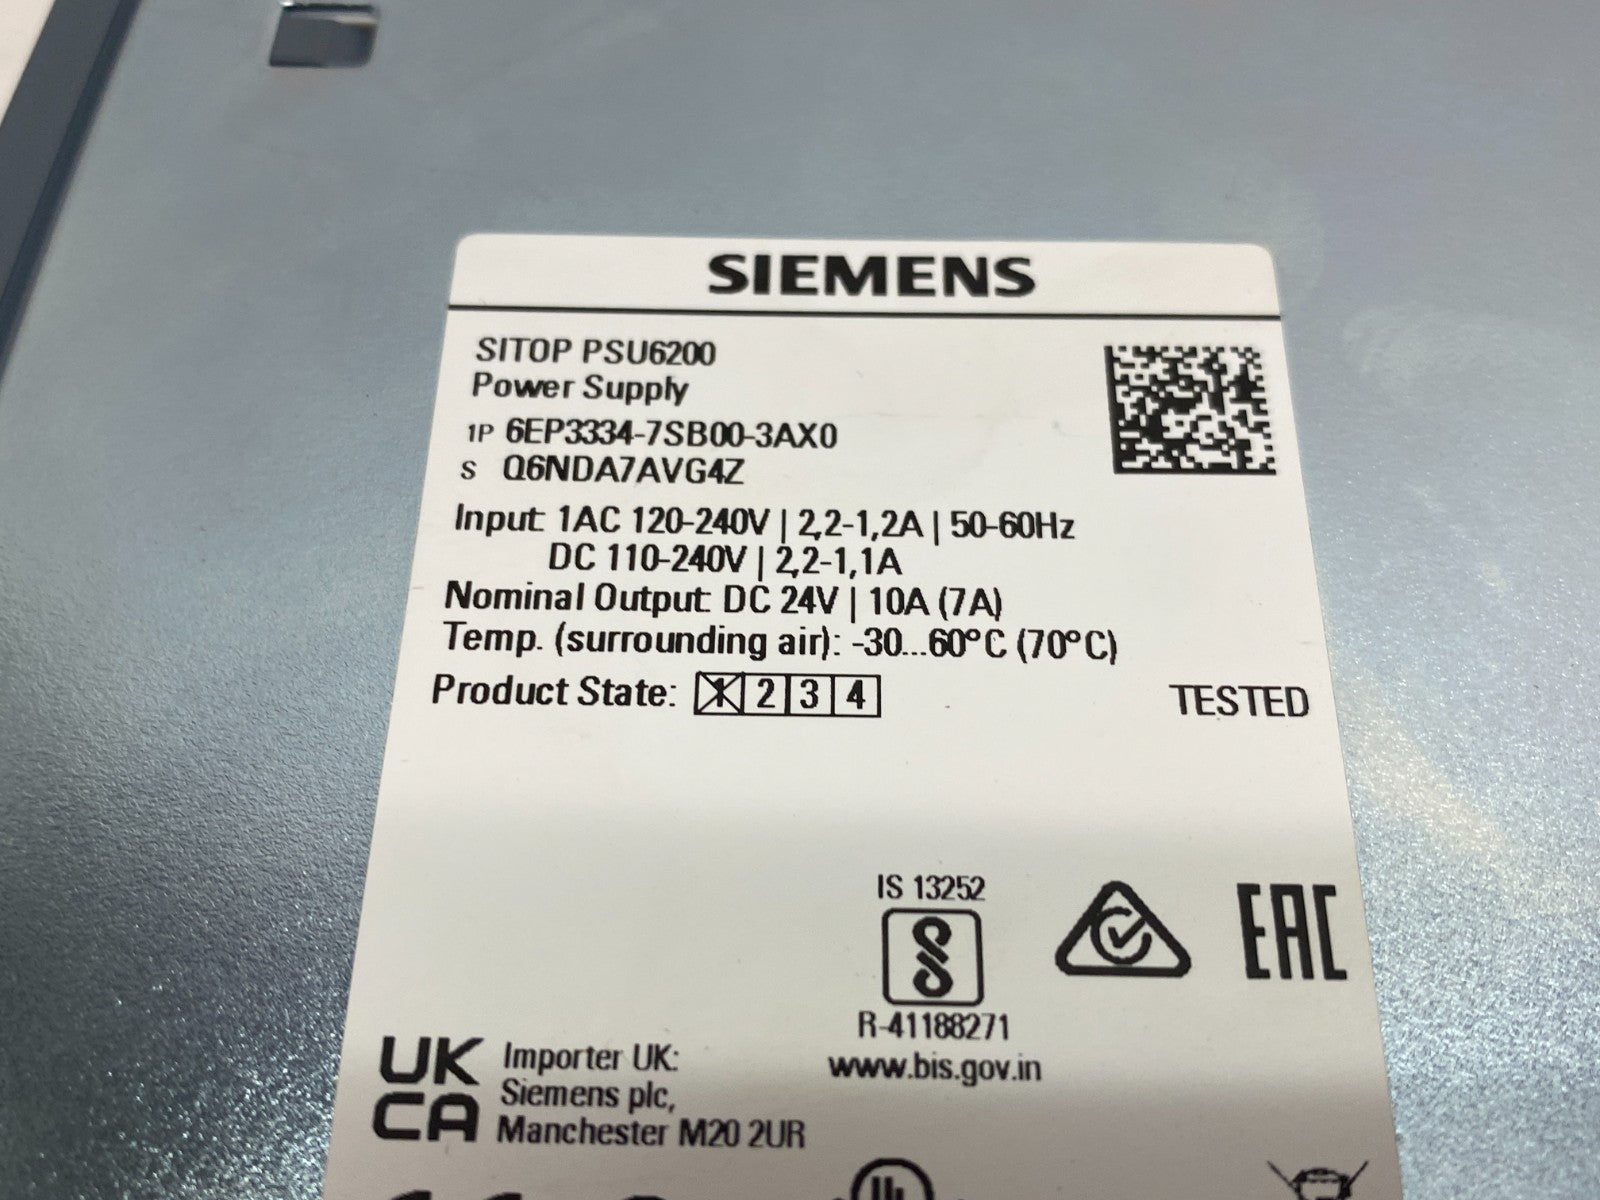 SIEMENS
SITOP PSU6200
Power Supply
1P 6EP3334-7SB00-3AX0
S Q6NDA7AVG4Z
Input: 1AC 120-240V | 2,2-1,2A | 50-60Hz
DC 110-240V | 2,2-1,1A
Nominal Output: DC 24V | 10A (7A)
Temp. (surrounding air): -30...60°C (70°C)
Product State: 1 2 3 4
TESTED
IS 13252
R-41188271
www.bis.gov.in
EAC
UK
CA
Importer UK:
Siemens plc,
Manchester M20 2UR
UL